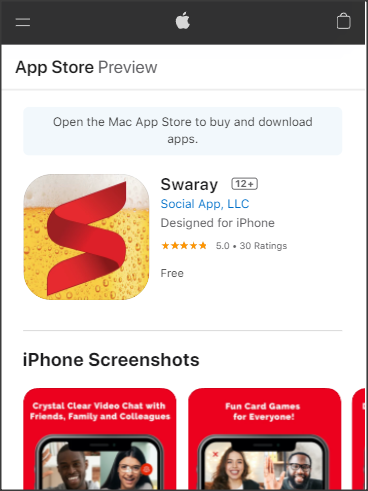 App Store Preview
Open the Mac App Store to buy and download
apps.
Swaray 12+
Social App, LLC
Designed for iPhone
5.0 • 30 Ratings
Free
iPhone Screenshots
Crystal Clear Video Chat with
Friends, Family and Colleagues
Fun Card Games
for Everyone!